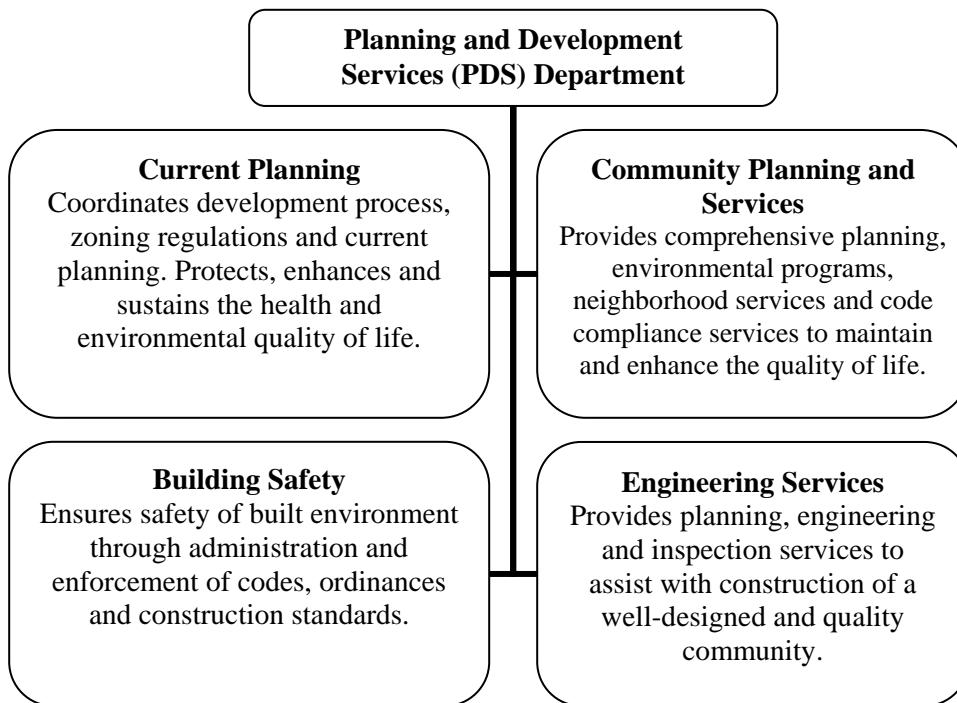 Planning and Development
Services (PDS) Department
Current Planning
Coordinates development process,
zoning regulations and current
planning. Protects, enhances and
sustains the health and
environmental quality of life.
Community Planning and
Services
Provides comprehensive planning,
environmental programs,
neighborhood services and code
compliance services to maintain
and enhance the quality of life.
Building Safety
Ensures safety of built environment
through administration and
enforcement of codes, ordinances
and construction standards.
Engineering Services
Provides planning, engineering
and inspection services to
assist with construction of a
well-designed and quality
community.